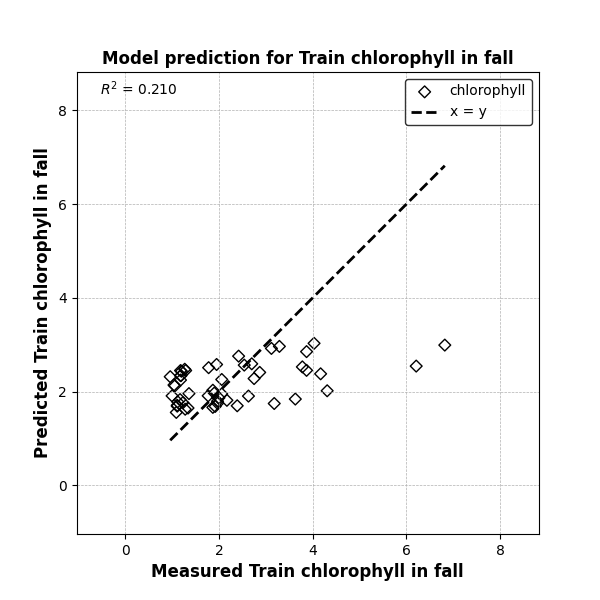 Model prediction for Train chlorophyll in fall
R² = 0.210
chlorophyll
x = y
8
6
4
2
0
Predicted Train chlorophyll in fall
0 2 4 6 8
Measured Train chlorophyll in fall